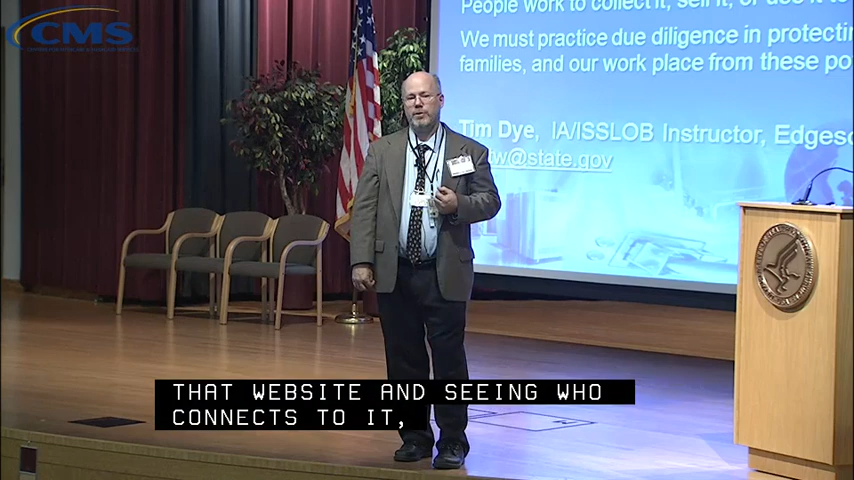 CMS
People work to collect it, sell it, or use it to
We must practice due diligence in protectin
families, and our work place from these po
Tim Dye, IA/ISSLOB Instructor, Edgesc
tw@state.gov
THAT WEBSITE AND SEEING WHO
CONNECTS TO IT,